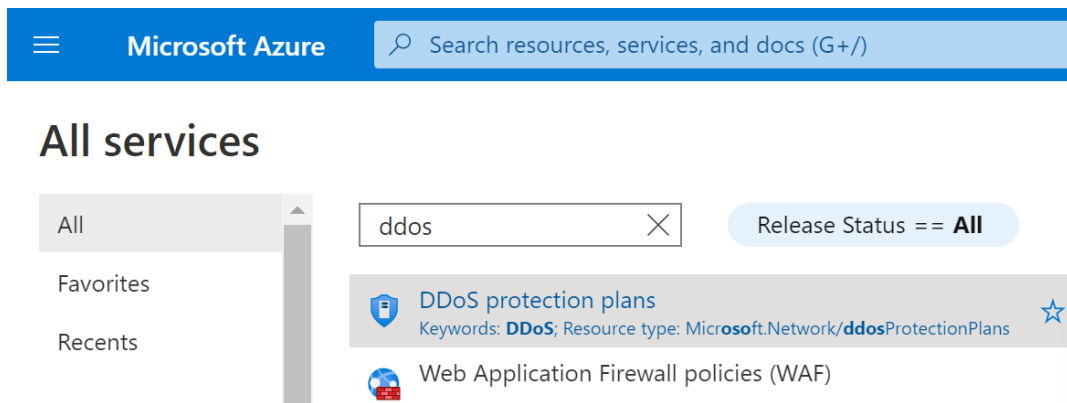 Microsoft Azure
Search resources, services, and docs (G+/)
All services
All
Favorites
Recents
ddos
Release Status == All
DDoS protection plans
Keywords: DDoS; Resource type: Microsoft.Network/ddosProtectionPlans
Web Application Firewall policies (WAF)